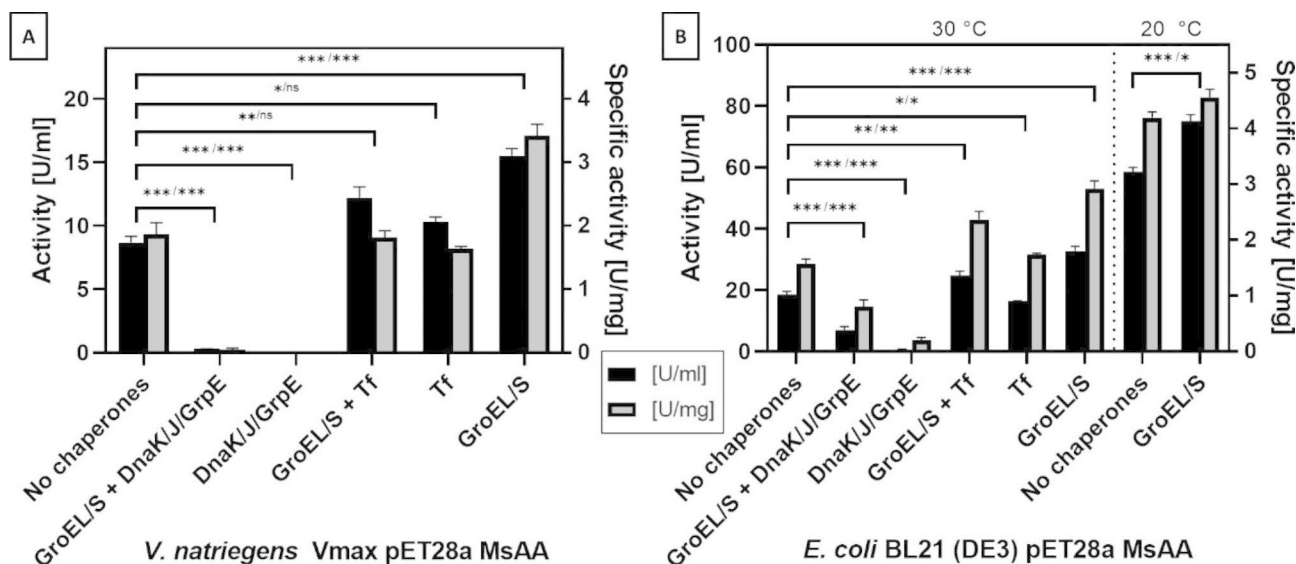 A
Activity [U/ml]
20
15
10
5
0
***/***
*/ns
**/ns
***/***
***/***
4
3
2
1
0
Specific activity
[U/mg]
No chaperones
GroEL/S + DnaK/J/GrpE
DnaK/J/GrpE
GroEL/S + Tf
Tf
GroEL/S
V. natriegens Vmax pET28a MsAA
[U/ml]
[U/mg]
B
30 °C
20 °C
Activity [U/ml]
100
80
60
40
20
0
***/***
*/*
**/**
***/***
***/***
***/*
5
4
3
2
1
0
Specific activity
[U/mg]
No chaperones
GroEL/S + DnaK/J/GrpE
DnaK/J/GrpE
GroEL/S + Tf
Tf
GroEL/S
No chaperones
GroEL/S
E. coli BL21 (DE3) pET28a MsAA